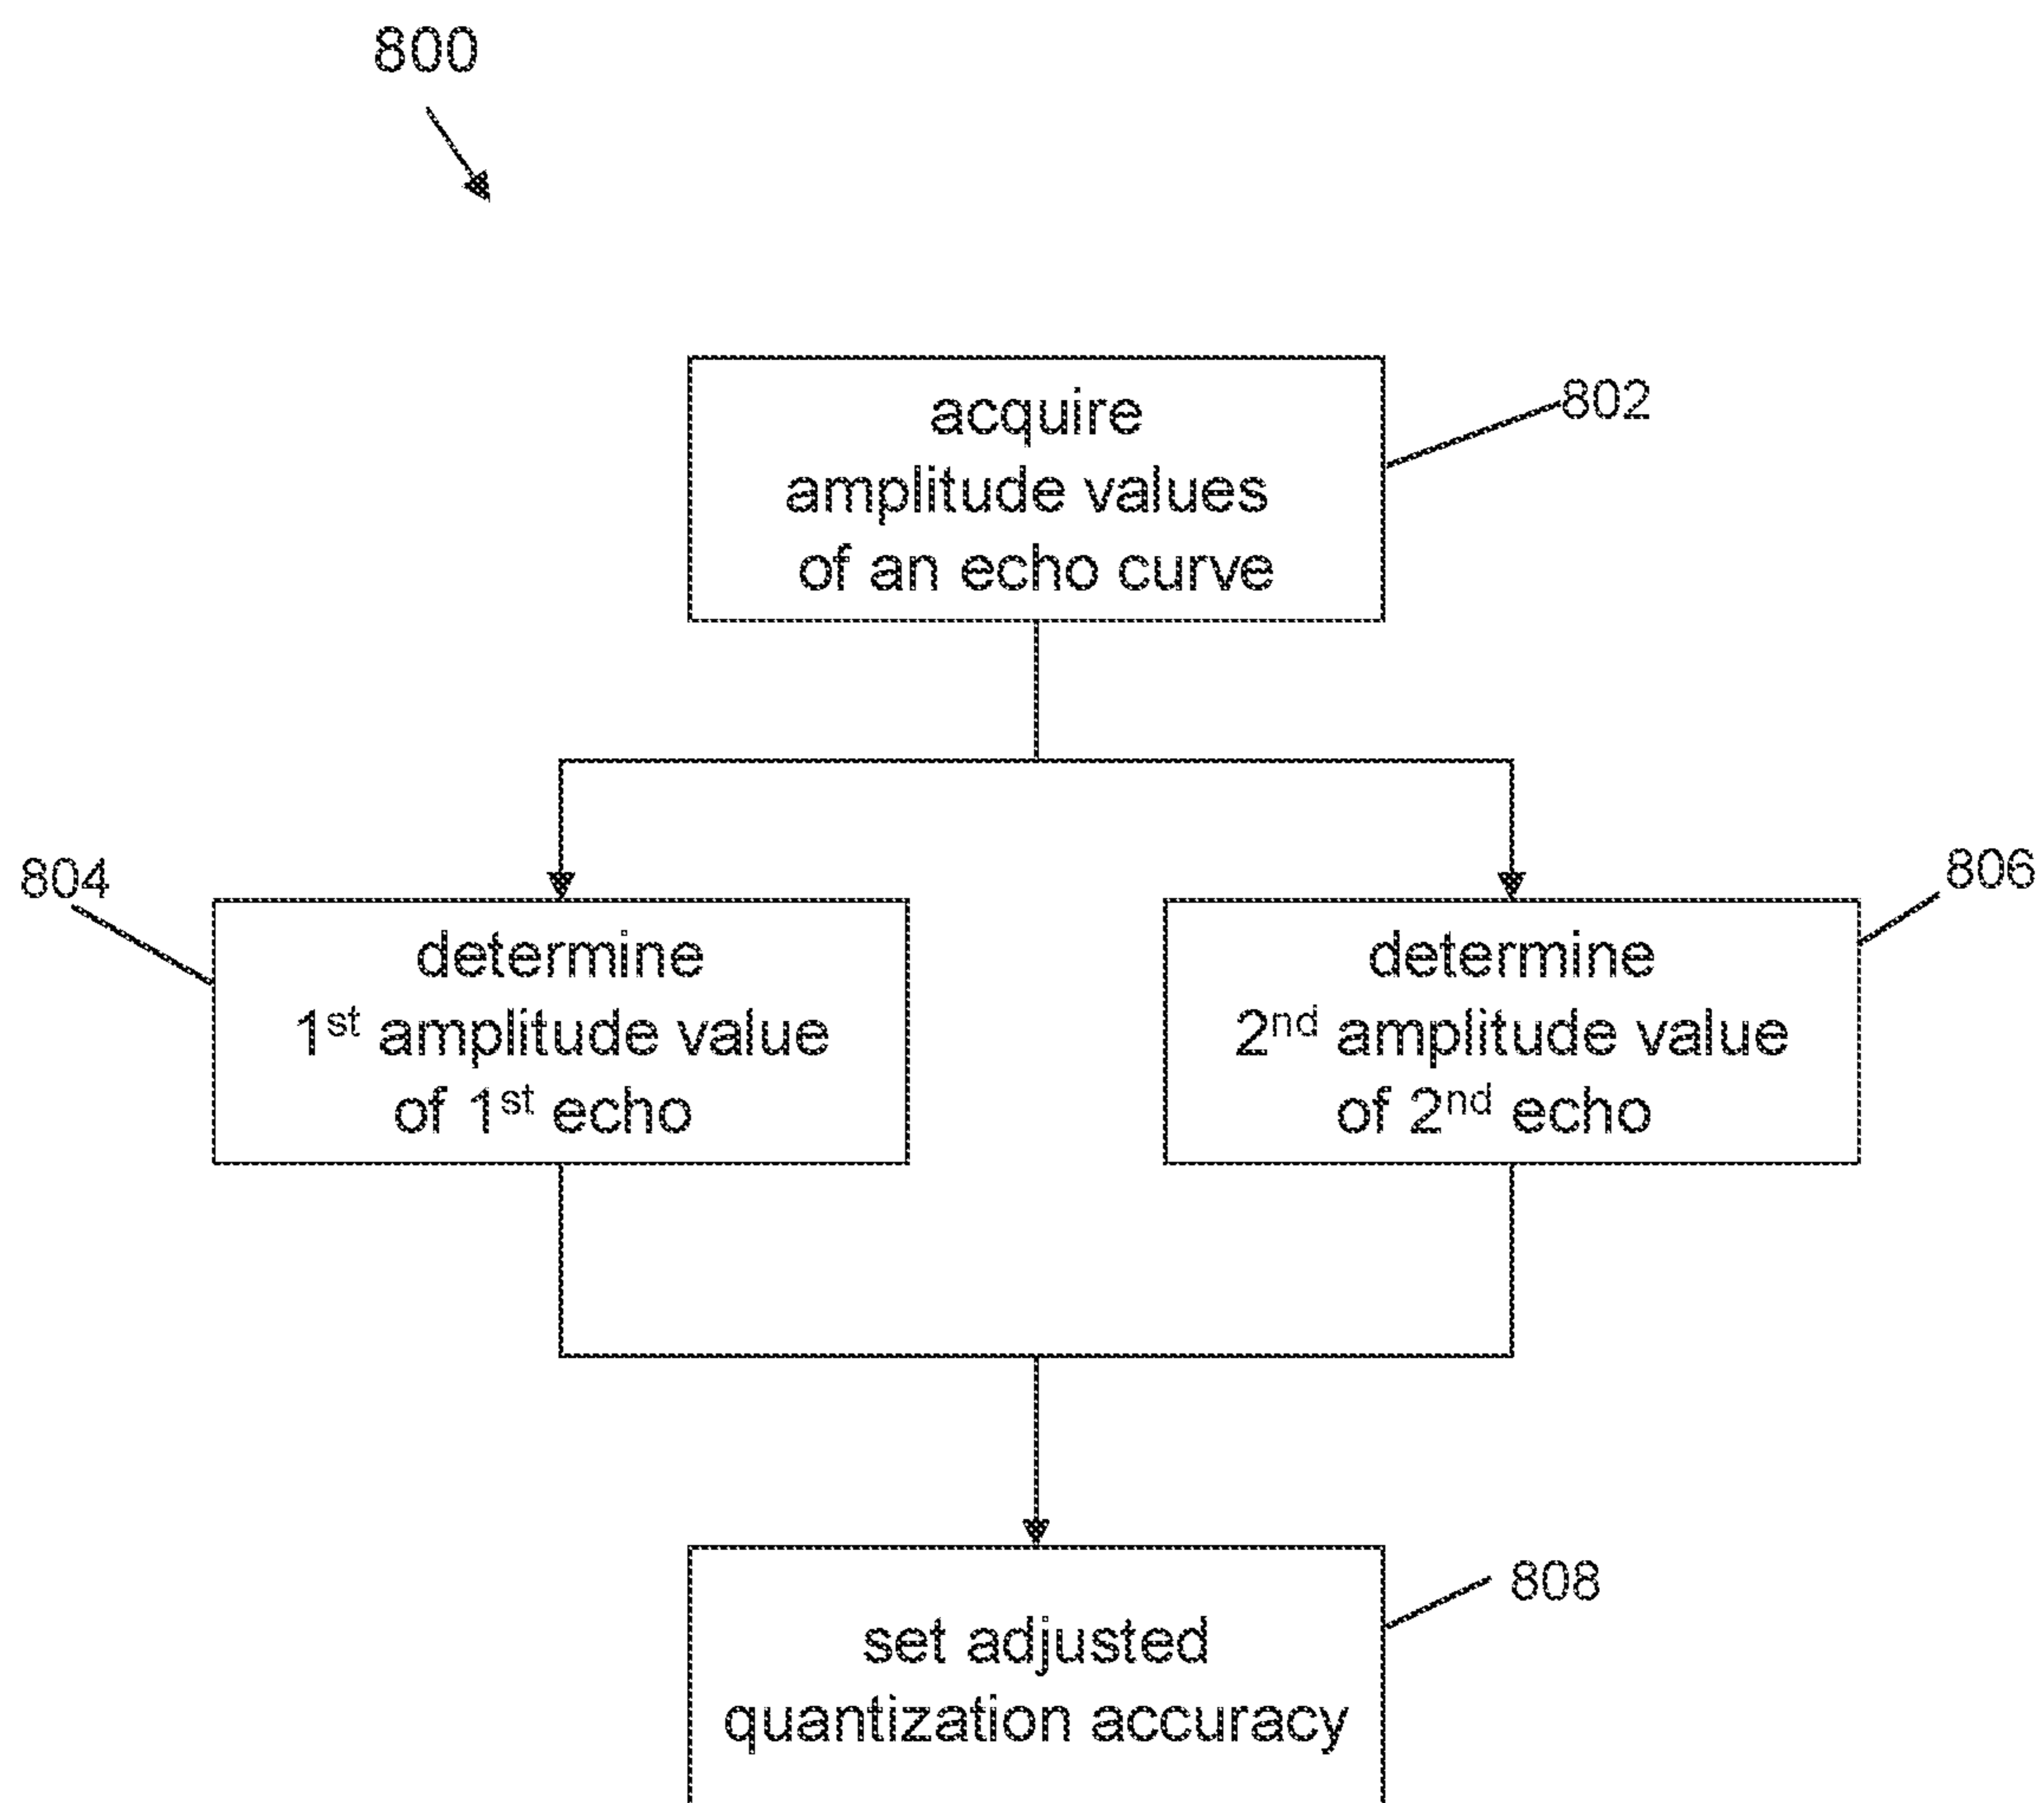 800
acquire
802
amplitude values
of an echo curve
804
806
determine
1st amplitude value
of 1st echo
determine
2nd amplitude value
of 2nd echo
808
set adjusted
quantization accuracy